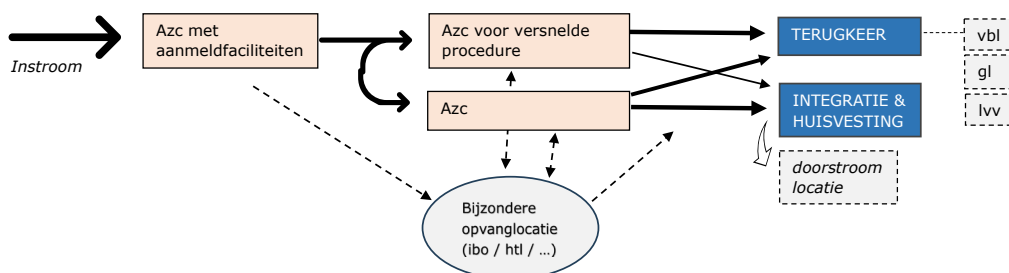 Instroom
Azc met
aanmeldfaciliteiten
Azc voor versnelde
procedure
Azc
TERUGKEER
INTEGRATIE &
HUISVESTING
vbl
gl
lvv
doorstroom
locatie
Bijzondere
opvanglocatie
(ibo / htl / ...)